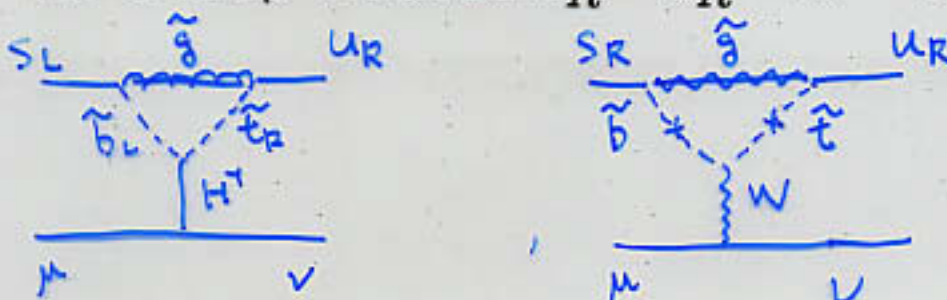 S_L g̃ U_R S_R g̃ U_R
b̃_L t̃_R b̃ t̃
H⁺ W
μ ν μ ν